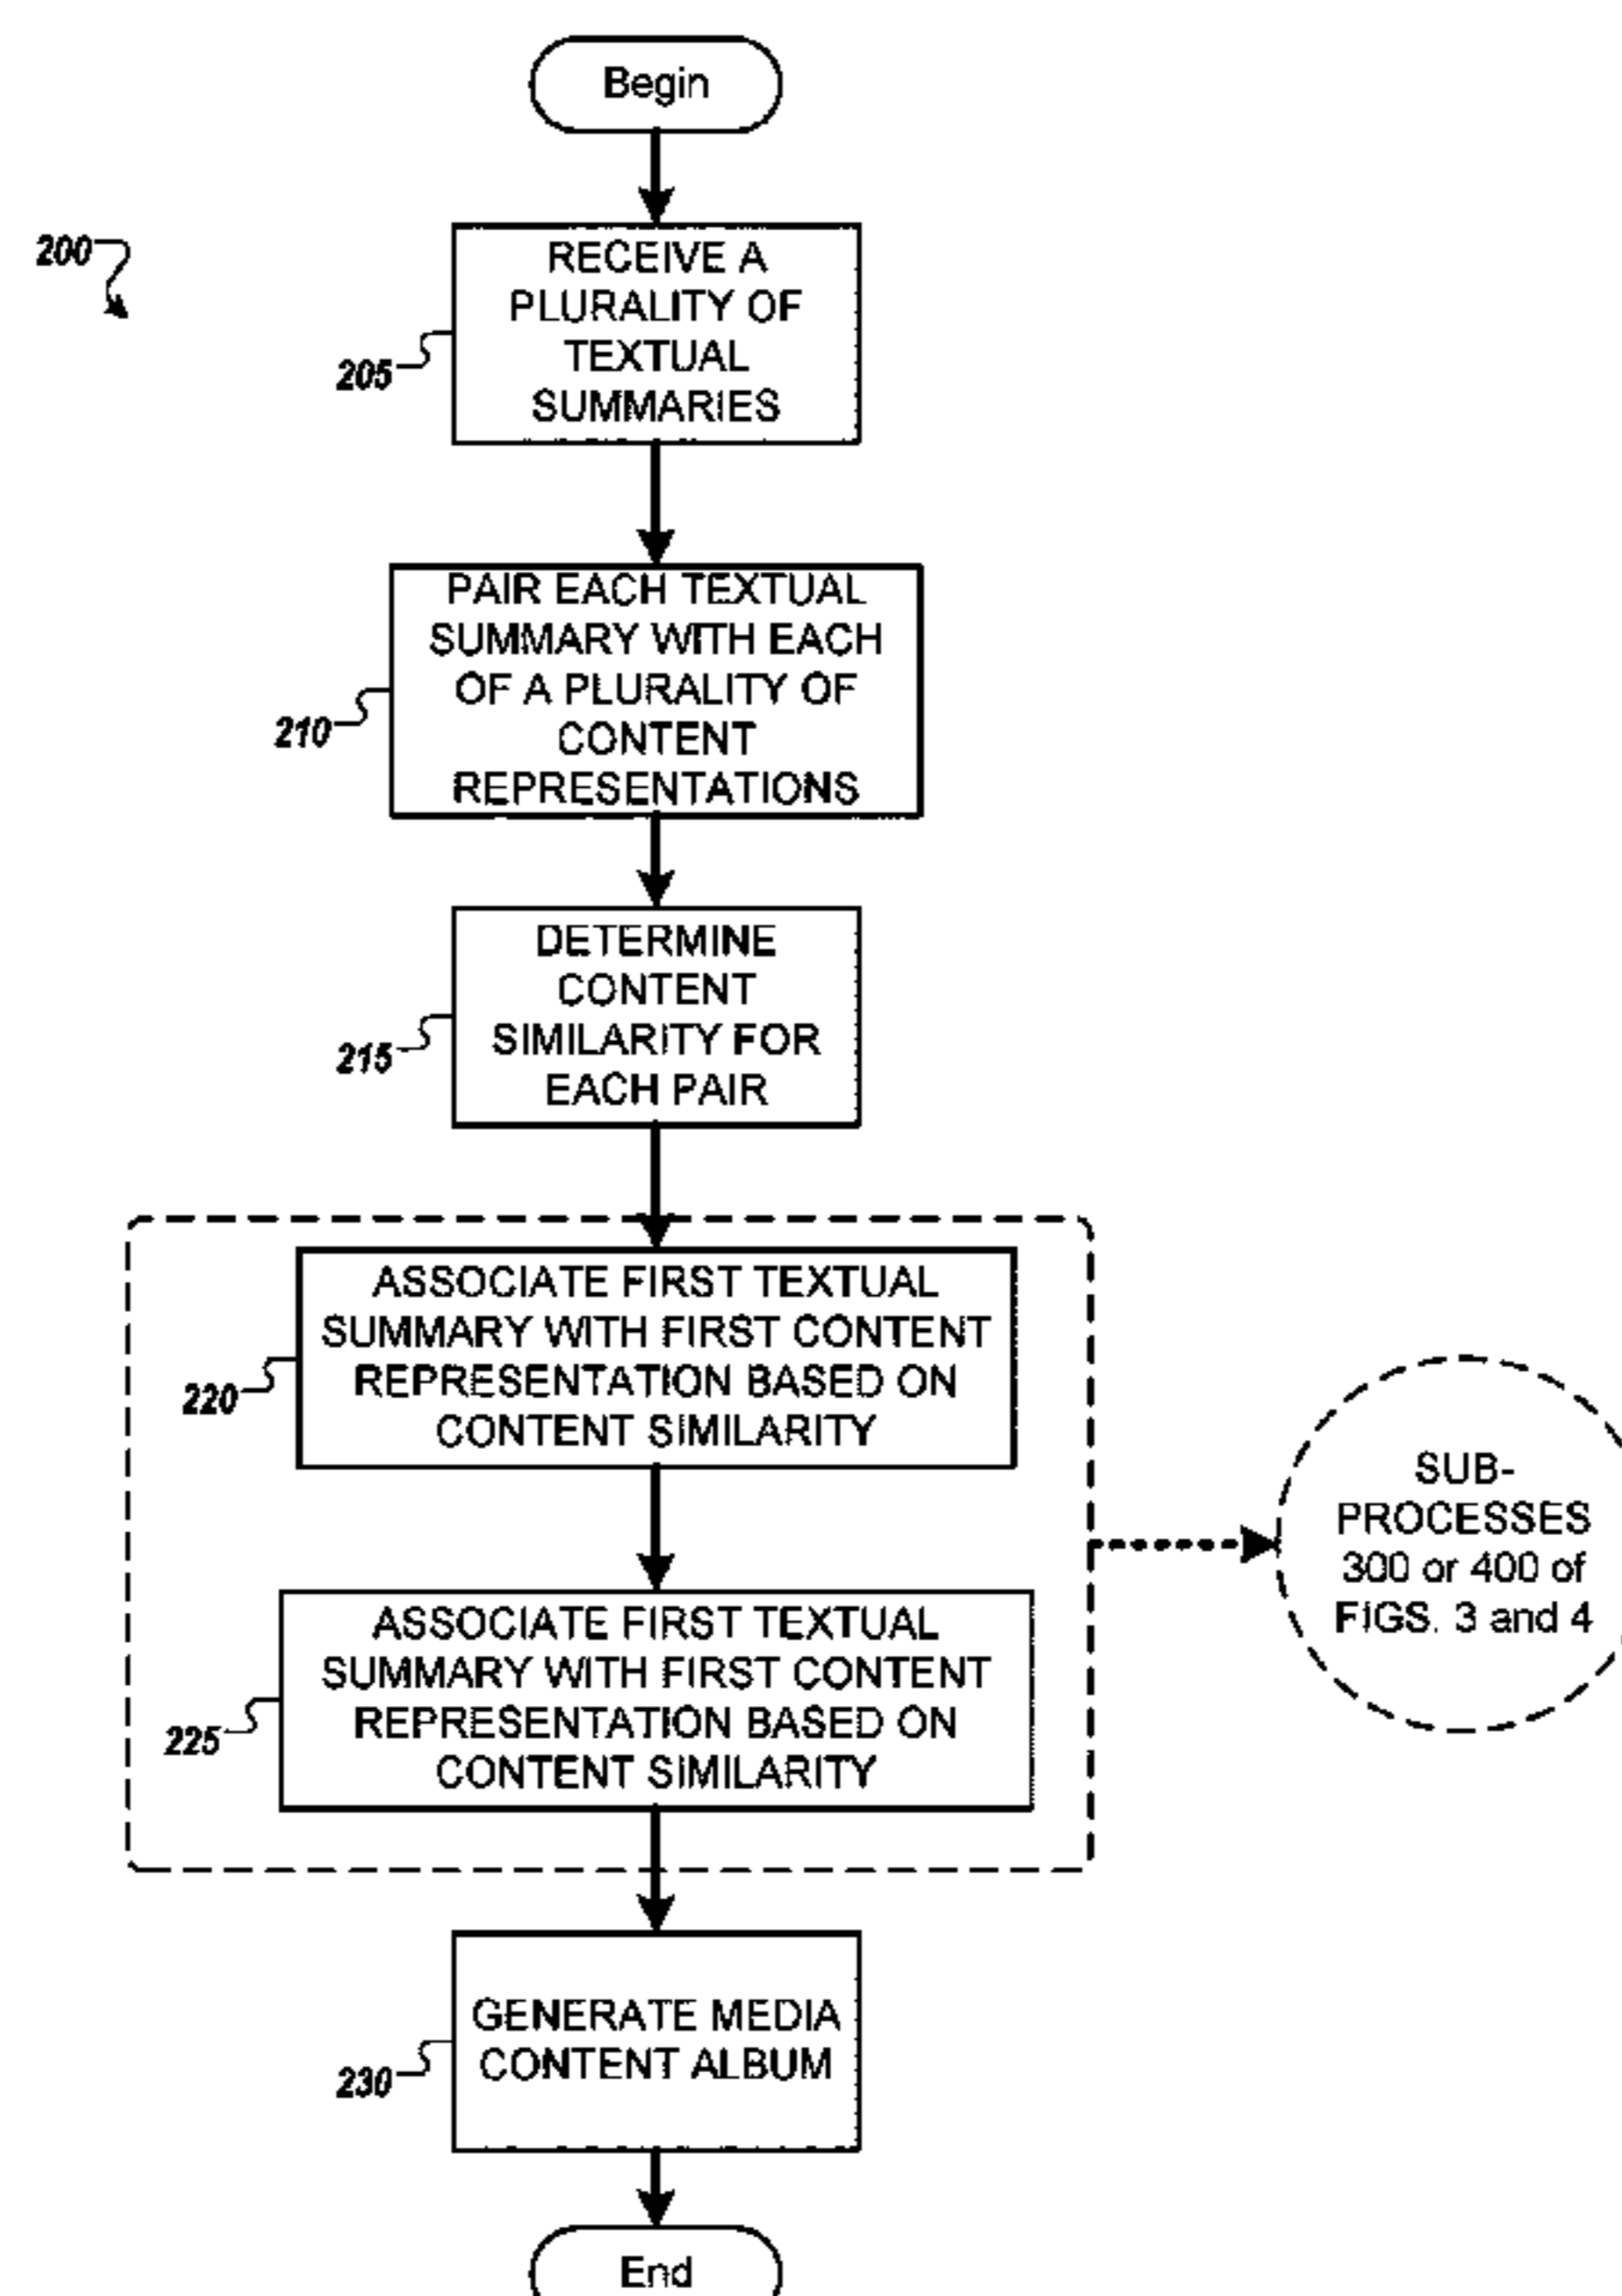 Begin
200
RECEIVE A
PLURALITY OF
TEXTUAL
SUMMARIES
205
PAIR EACH TEXTUAL
SUMMARY WITH EACH
OF A PLURALITY OF
CONTENT
REPRESENTATIONS
210
DETERMINE
CONTENT
SIMILARITY FOR
EACH PAIR
215
ASSOCIATE FIRST TEXTUAL
SUMMARY WITH FIRST CONTENT
REPRESENTATION BASED ON
CONTENT SIMILARITY
220
SUB-
PROCESSES
300 or 400 of
FIGS. 3 and 4
ASSOCIATE FIRST TEXTUAL
SUMMARY WITH FIRST CONTENT
REPRESENTATION BASED ON
CONTENT SIMILARITY
225
GENERATE MEDIA
CONTENT ALBUM
230
End